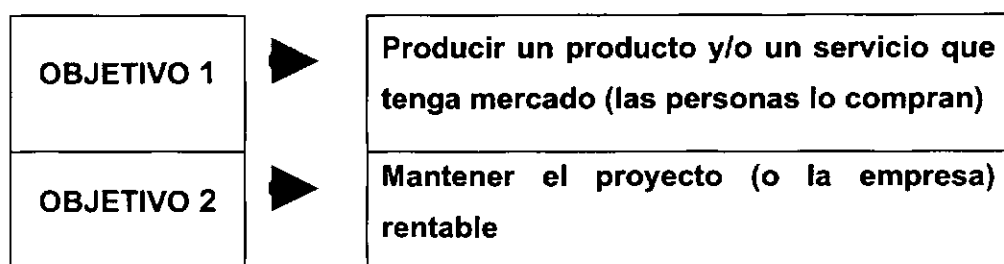 OBJETIVO 1
Producir un producto y/o un servicio que
tenga mercado (las personas lo compran)
OBJETIVO 2
Mantener el proyecto (o la empresa)
rentable